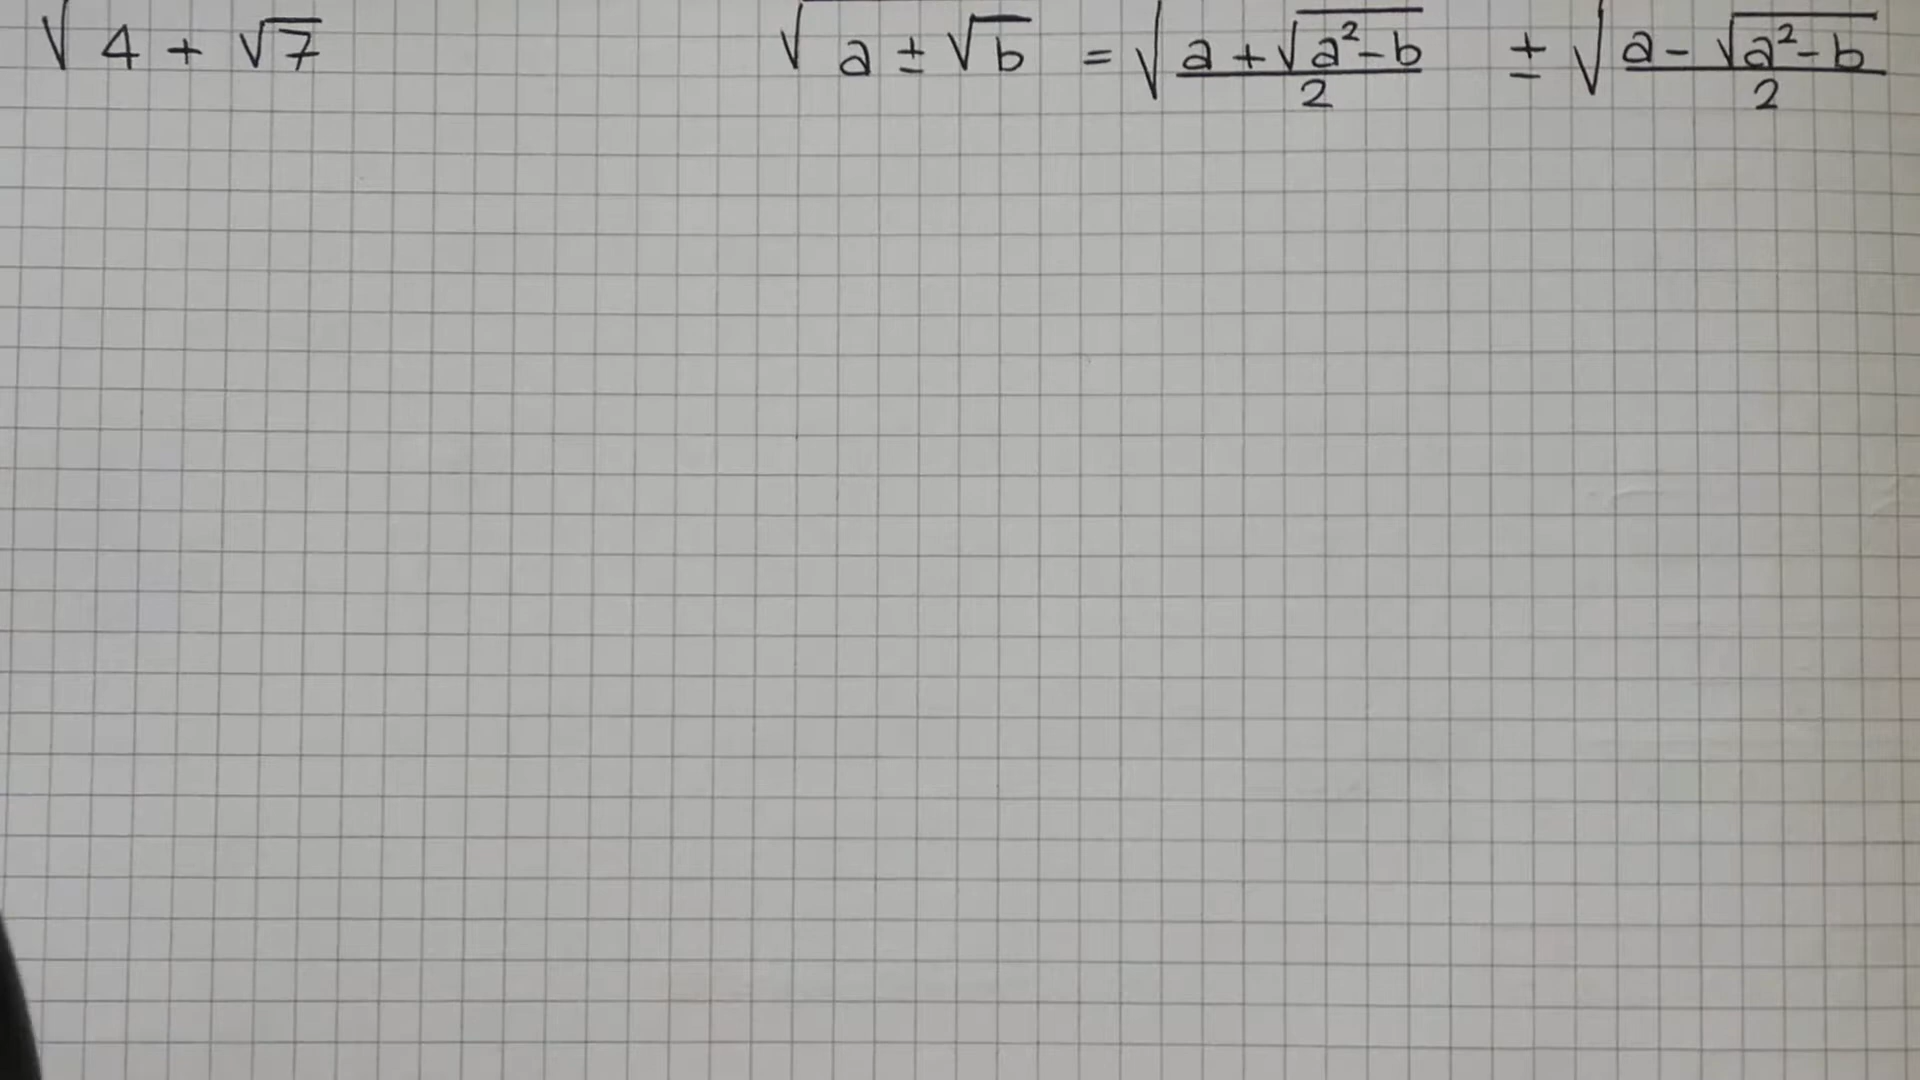 √4 + √7
√a ± √b = √a + √a² - b / 2 ± √a - √a² - b / 2